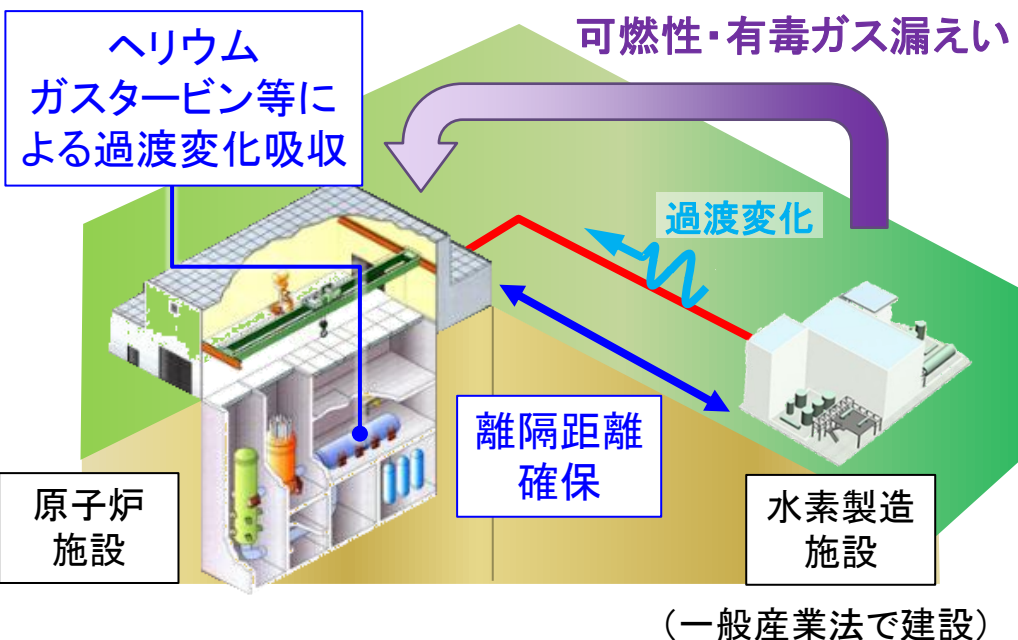 可燃性・有毒ガス漏えい
ヘリウム
ガスタービン等に
よる過渡変化吸収
過渡変化
離隔距離
確保
原子炉
施設
水素製造
施設
（一般産業法で建設）